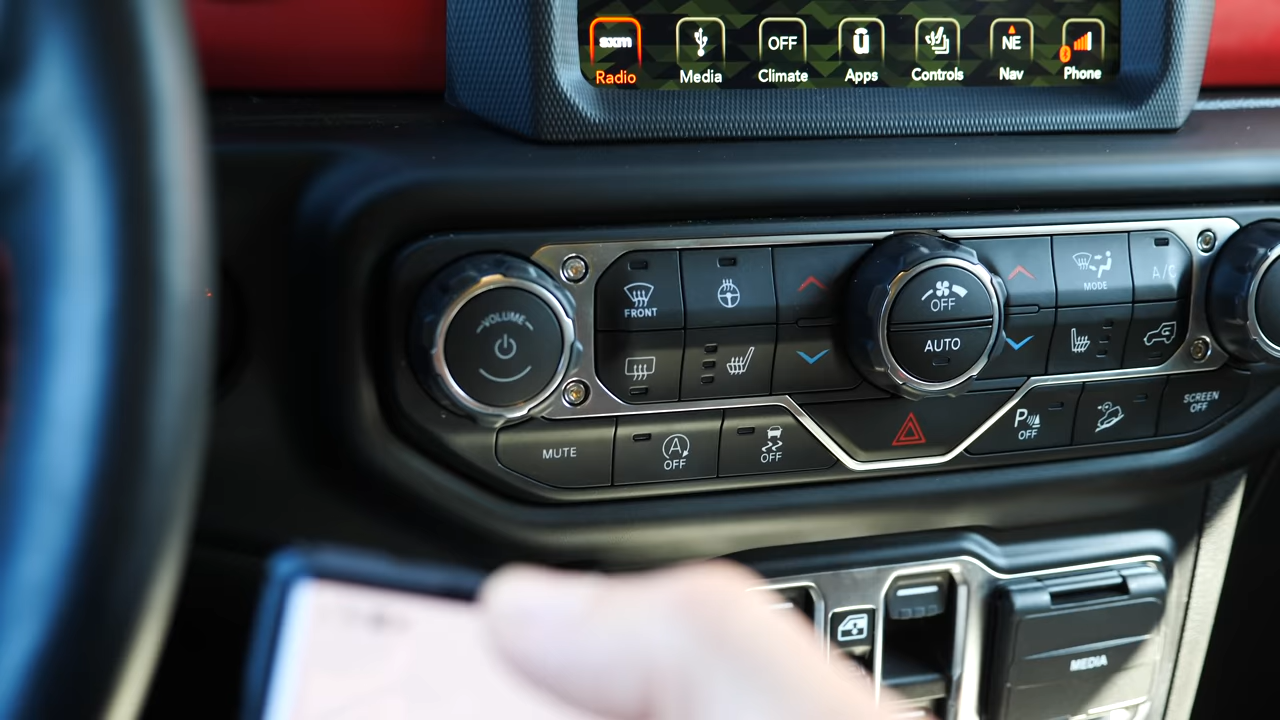 sxm
OFF
NE
Radio
Media
Climate
Apps
Controls
Nav
Phone
VOLUME
FRONT
OFF
AUTO
MODE
A/C
MUTE
A
OFF
OFF
P
OFF
SCREEN
OFF
MEDIA